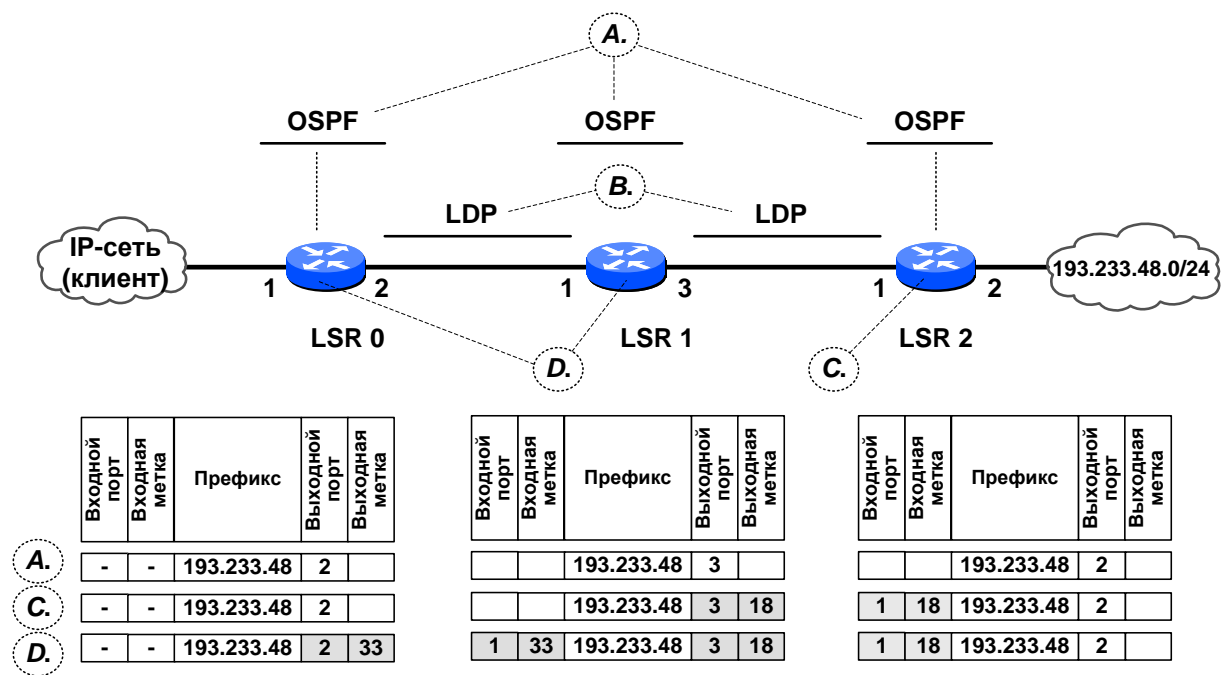 A.
OSPF OSPF OSPF
B.
LDP LDP
IP-сеть
(клиент)
193.233.48.0/24
1 2 1 3 1 2
LSR 0 LSR 1 LSR 2
D. C.
Входной порт Входная метка Префикс Выходной порт Выходная метка
Входной порт Входная метка Префикс Выходной порт Выходная метка
Входной порт Входная метка Префикс Выходной порт Выходная метка
A. - - 193.233.48 2 193.233.48 3 193.233.48 2
C. - - 193.233.48 2 193.233.48 3 18 1 18 193.233.48 2
D. - - 193.233.48 2 33 1 33 193.233.48 3 18 1 18 193.233.48 2